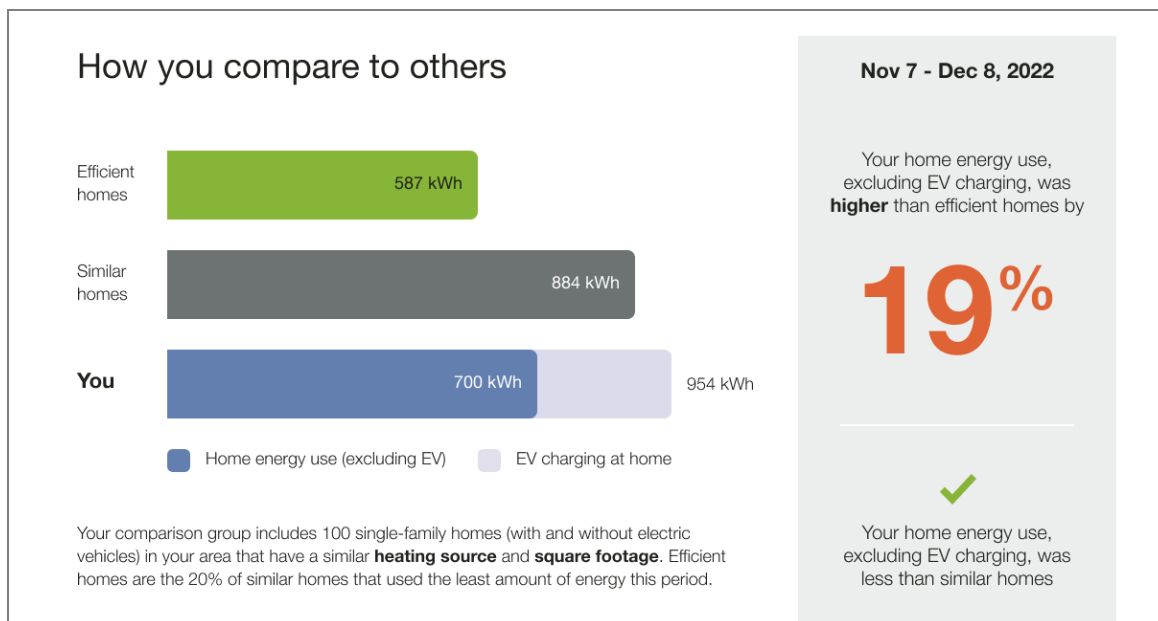 How you compare to others
Efficient
homes
587 kWh
Similar
homes
884 kWh
You
700 kWh
954 kWh
Home energy use (excluding EV)
EV charging at home
Your comparison group includes 100 single-family homes (with and without electric
vehicles) in your area that have a similar heating source and square footage. Efficient
homes are the 20% of similar homes that used the least amount of energy this period.
Nov 7 - Dec 8, 2022
Your home energy use,
excluding EV charging, was
higher than efficient homes by
19%
Your home energy use,
excluding EV charging, was
less than similar homes